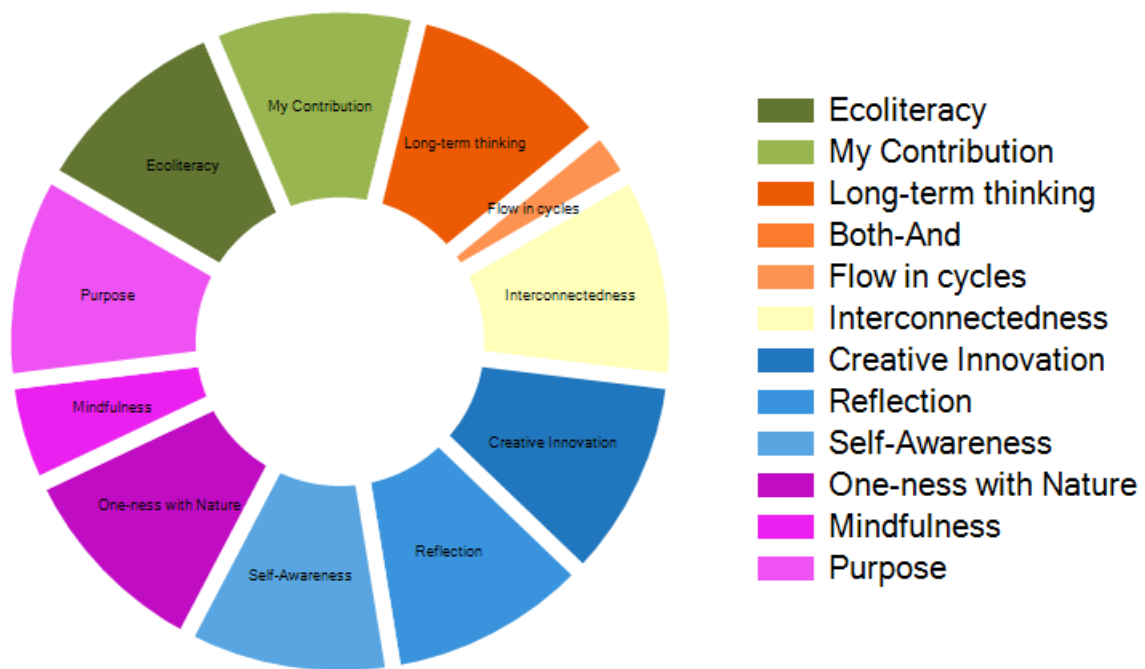 My Contribution
Long-term thinking
Ecoliteracy
Flow in cycles
Purpose
Interconnectedness
Mindfulness
Creative Innovation
One-ness with Nature
Reflection
Self-Awareness
Ecoliteracy
My Contribution
Long-term thinking
Both-And
Flow in cycles
Interconnectedness
Creative Innovation
Reflection
Self-Awareness
One-ness with Nature
Mindfulness
Purpose